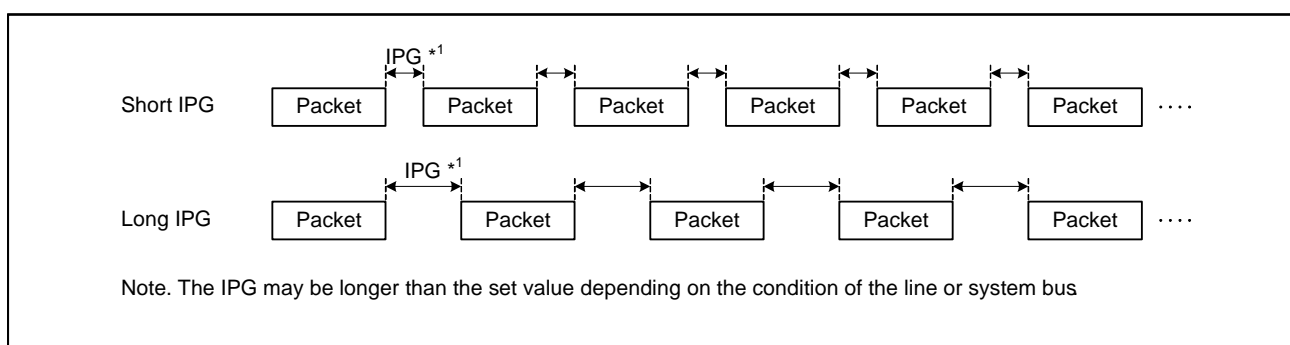 IPG *1
Short IPG Packet Packet Packet Packet Packet Packet ....
IPG *1
Long IPG Packet Packet Packet Packet Packet ....
Note. The IPG may be longer than the set value depending on the condition of the line or system bus.